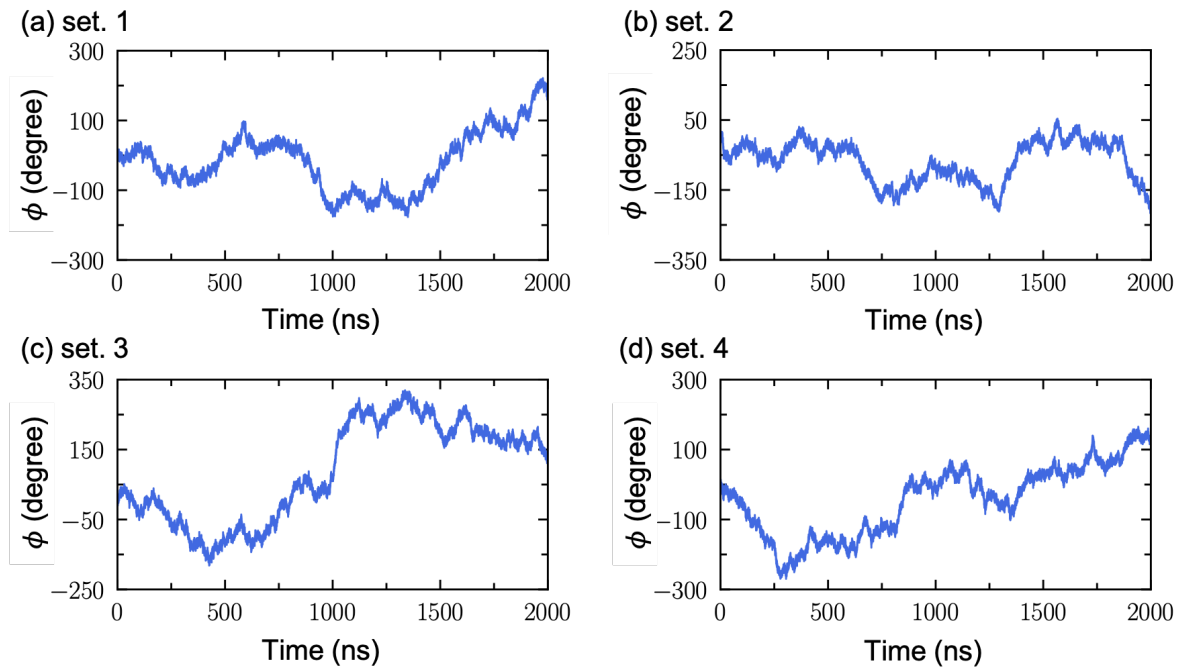 (a) set. 1
300
100
−100
−300
ϕ (degree)
0 500 1000 1500 2000
Time (ns)
(b) set. 2
250
50
−150
−350
ϕ (degree)
0 500 1000 1500 2000
Time (ns)
(c) set. 3
350
150
−50
−250
ϕ (degree)
0 500 1000 1500 2000
Time (ns)
(d) set. 4
300
100
−100
−300
ϕ (degree)
0 500 1000 1500 2000
Time (ns)